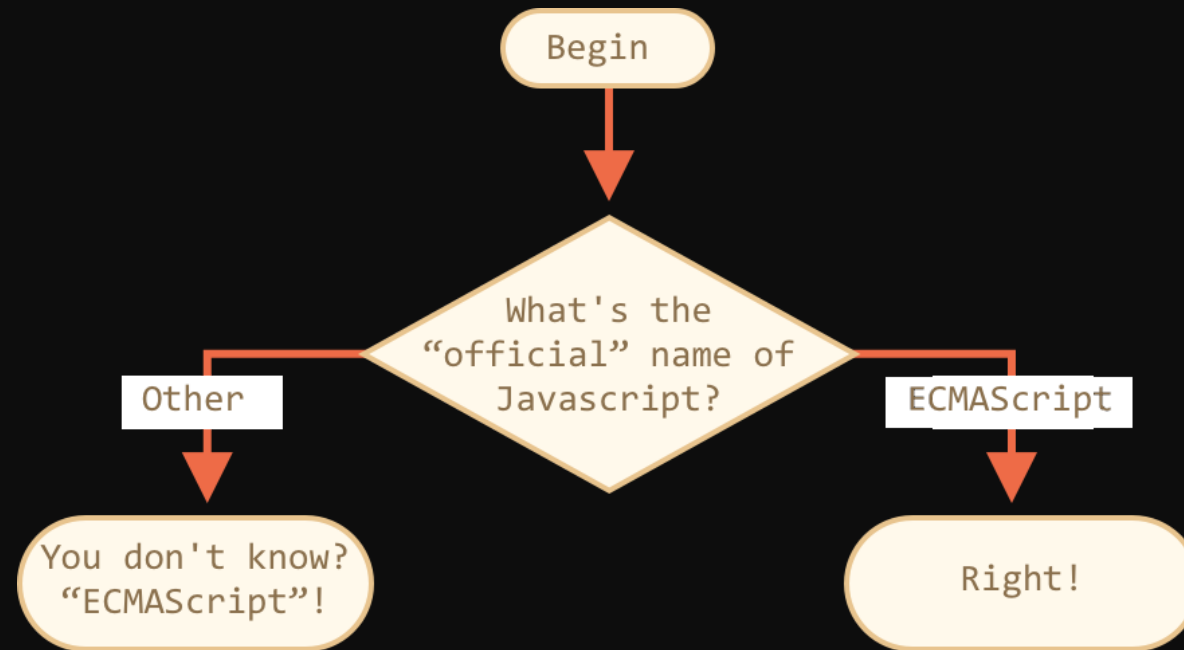 Begin
What's the
“official” name of
Javascript?
Other
ECMAScript
You don't know?
“ECMAScript”!
Right!